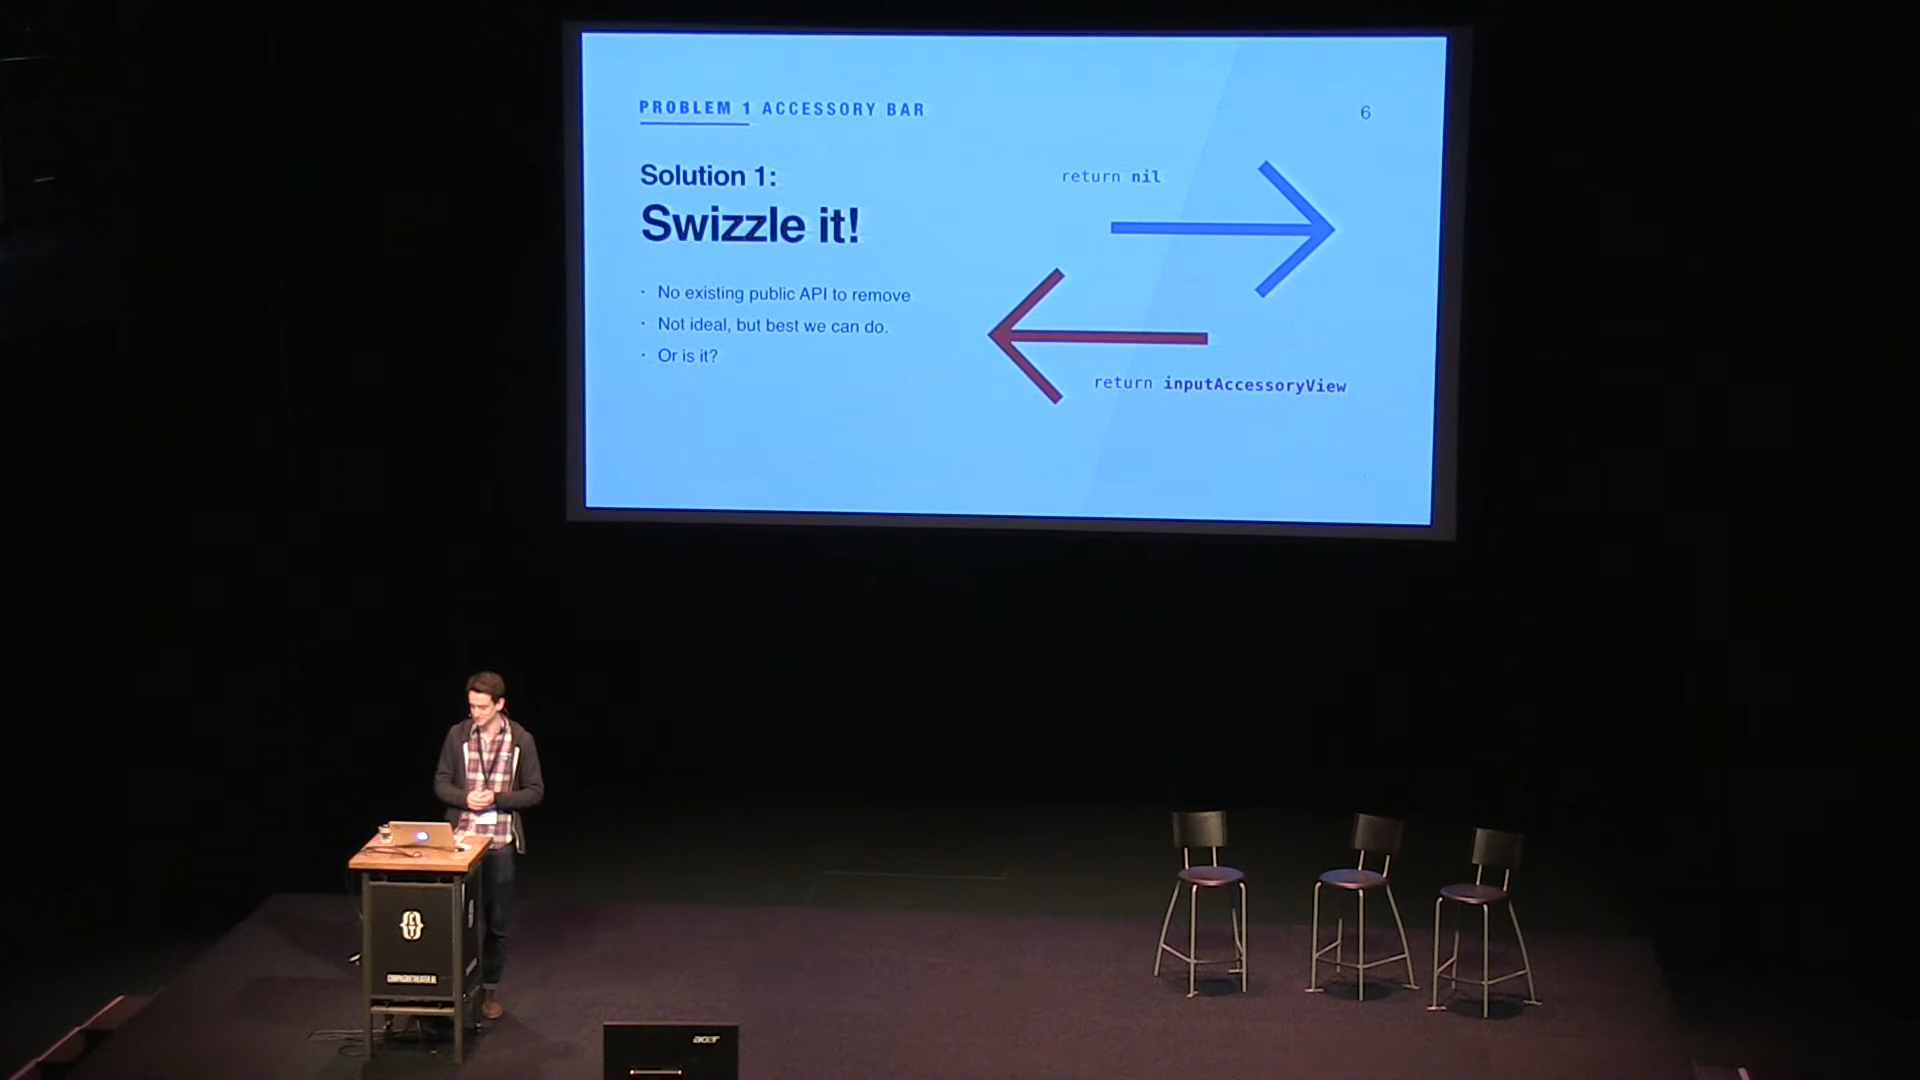 PROBLEM 1 ACCESSORY BAR
6
Solution 1:
Swizzle it!
· No existing public API to remove
· Not ideal, but best we can do.
· Or is it?
return nil
return inputAccessoryView
acer